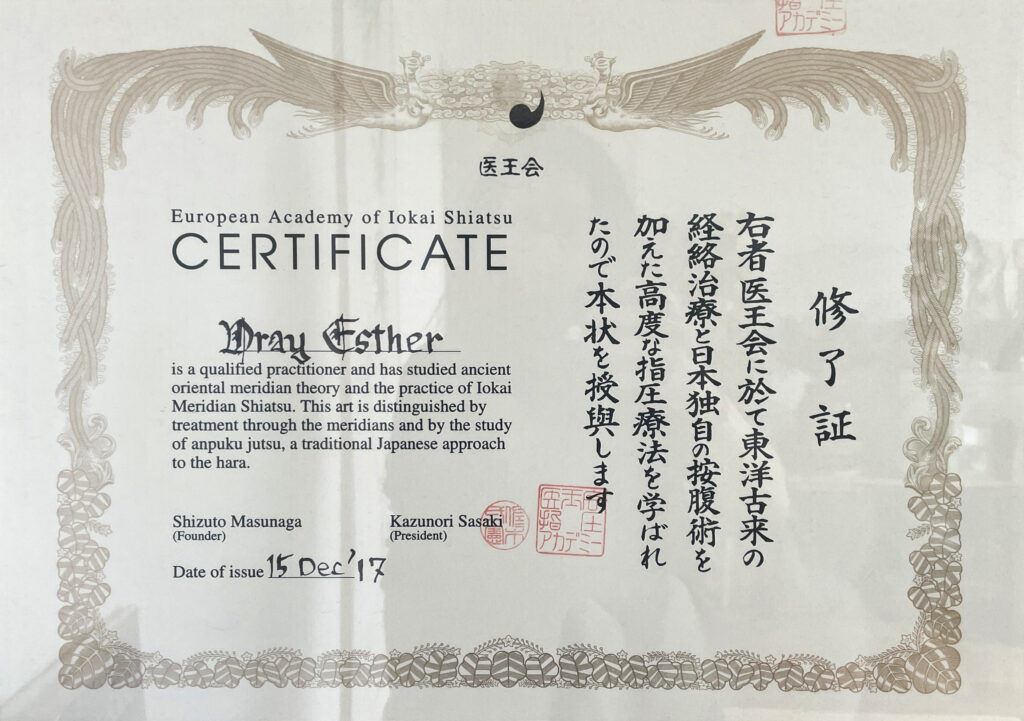 医王会
European Academy of Iokai Shiatsu
CERTIFICATE
Dray Esther
is a qualified practitioner and has studied ancient
oriental meridian theory and the practice of Iokai
Meridian Shiatsu. This art is distinguished by
treatment through the meridians and by the study
of anpuku jutsu, a traditional Japanese approach
to the hara.
Shizuto Masunaga
(Founder)
Kazunori Sasaki
(President)
Date of issue 15 Dec '17
修了証
右者医王会に於て東洋古来の
経絡治療と日本独自の按腹術を
加えた高度な指圧療法を学ばれ
たので本状を授與します